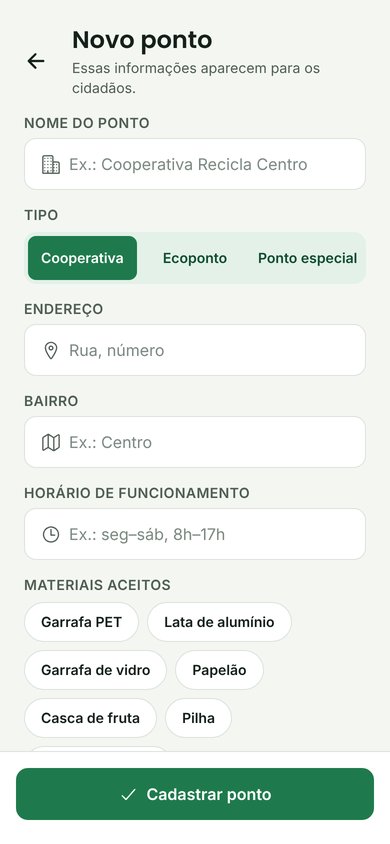 Novo ponto
Essas informações aparecem para os
cidadãos.
NOME DO PONTO
Ex.: Cooperativa Recicla Centro
TIPO
Cooperativa
Ecoponto
Ponto especial
ENDEREÇO
Rua, número
BAIRRO
Ex.: Centro
HORÁRIO DE FUNCIONAMENTO
Ex.: seg–sáb, 8h–17h
MATERIAIS ACEITOS
Garrafa PET
Lata de alumínio
Garrafa de vidro
Papelão
Casca de fruta
Pilha
Cadastrar ponto